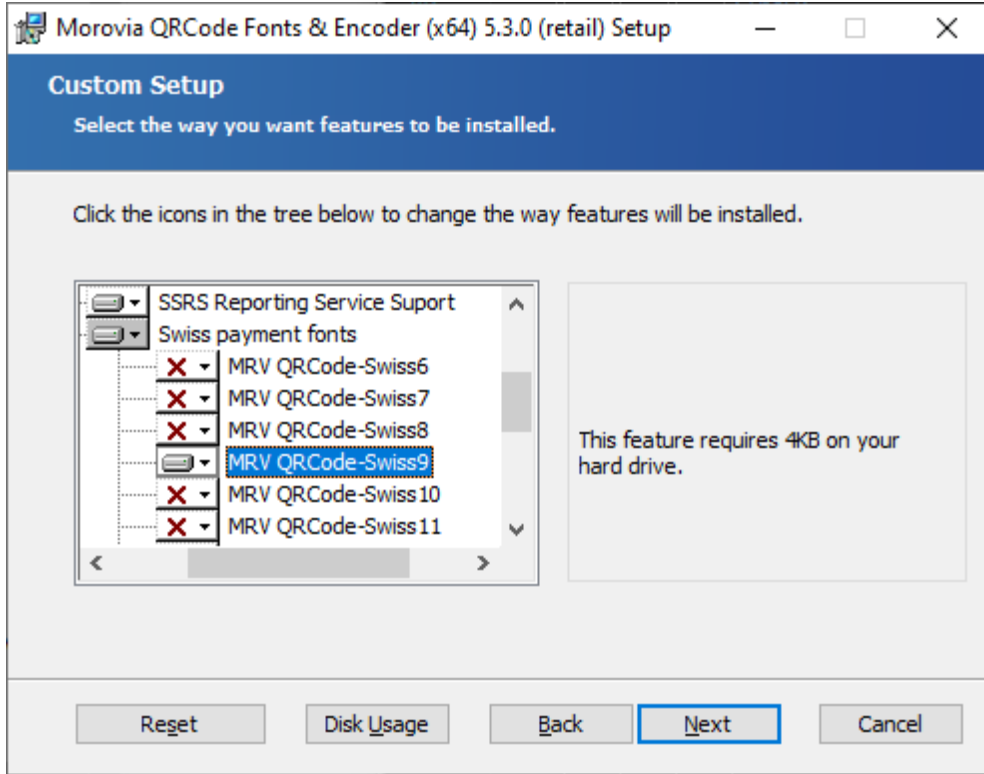 Morovia QRCode Fonts & Encoder (x64) 5.3.0 (retail) Setup
Custom Setup
Select the way you want features to be installed.
Click the icons in the tree below to change the way features will be installed.
SSRS Reporting Service Suport
Swiss payment fonts
MRV QRCode-Swiss6
MRV QRCode-Swiss7
MRV QRCode-Swiss8
MRV QRCode-Swiss9
MRV QRCode-Swiss10
MRV QRCode-Swiss11
This feature requires 4KB on your
hard drive.
Reset
Disk Usage
Back
Next
Cancel